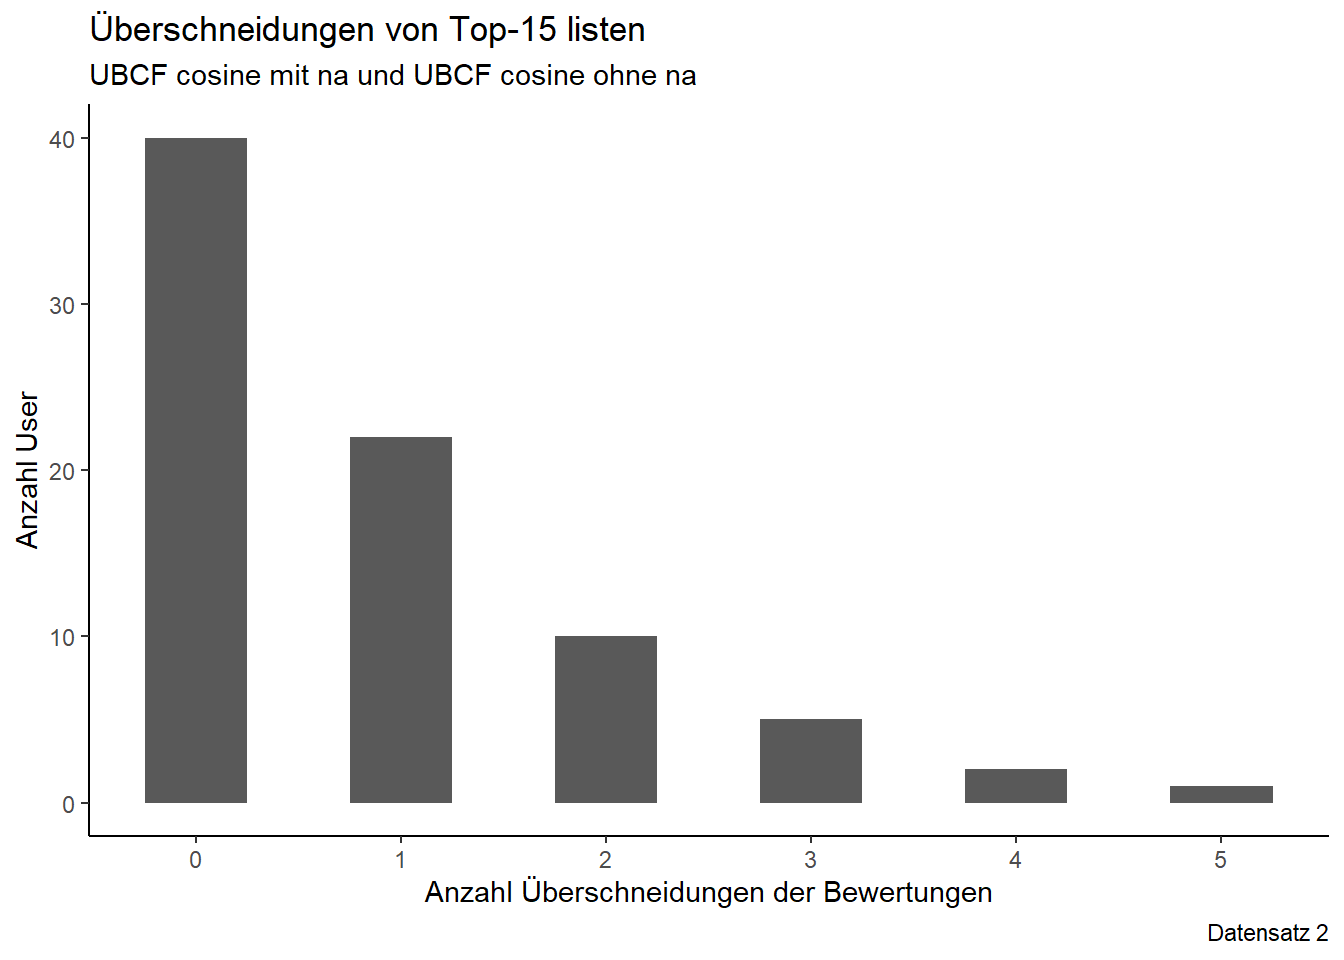 Überschneidungen von Top-15 listen
UBCF cosine mit na und UBCF cosine ohne na
Anzahl User
40
30
20
10
0
0 1 2 3 4 5
Anzahl Überschneidungen der Bewertungen
Datensatz 2